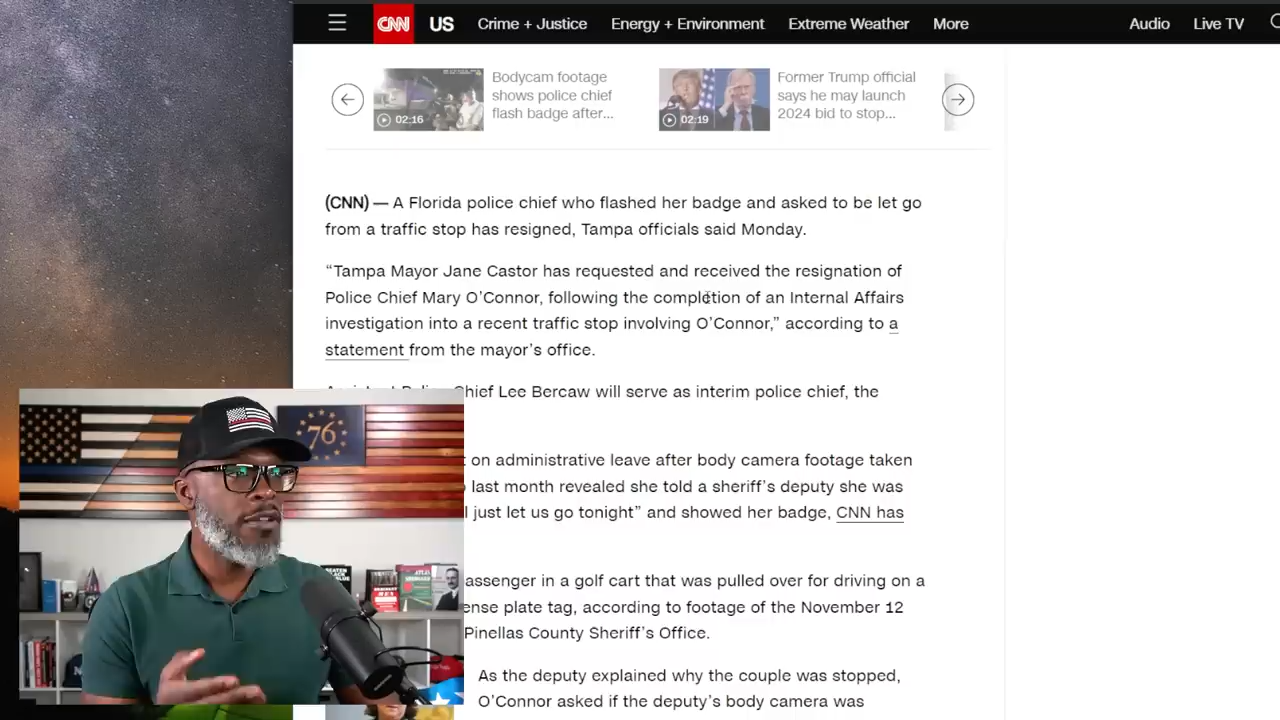 CNN US Crime + Justice Energy + Environment Extreme Weather More Audio Live TV
Bodycam footage
shows police chief
flash badge after...
02:16
Former Trump official
says he may launch
2024 bid to stop...
02:19
(CNN) — A Florida police chief who flashed her badge and asked to be let go
from a traffic stop has resigned, Tampa officials said Monday.
“Tampa Mayor Jane Castor has requested and received the resignation of
Police Chief Mary O’Connor, following the completion of an Internal Affairs
investigation into a recent traffic stop involving O’Connor,” according to a
statement from the mayor’s office.
Chief Lee Bercaw will serve as interim police chief, the
on administrative leave after body camera footage taken
last month revealed she told a sheriff’s deputy she was
just let us go tonight” and showed her badge, CNN has
assenger in a golf cart that was pulled over for driving on a
ense plate tag, according to footage of the November 12
Pinellas County Sheriff’s Office.
As the deputy explained why the couple was stopped,
O’Connor asked if the deputy’s body camera was
76